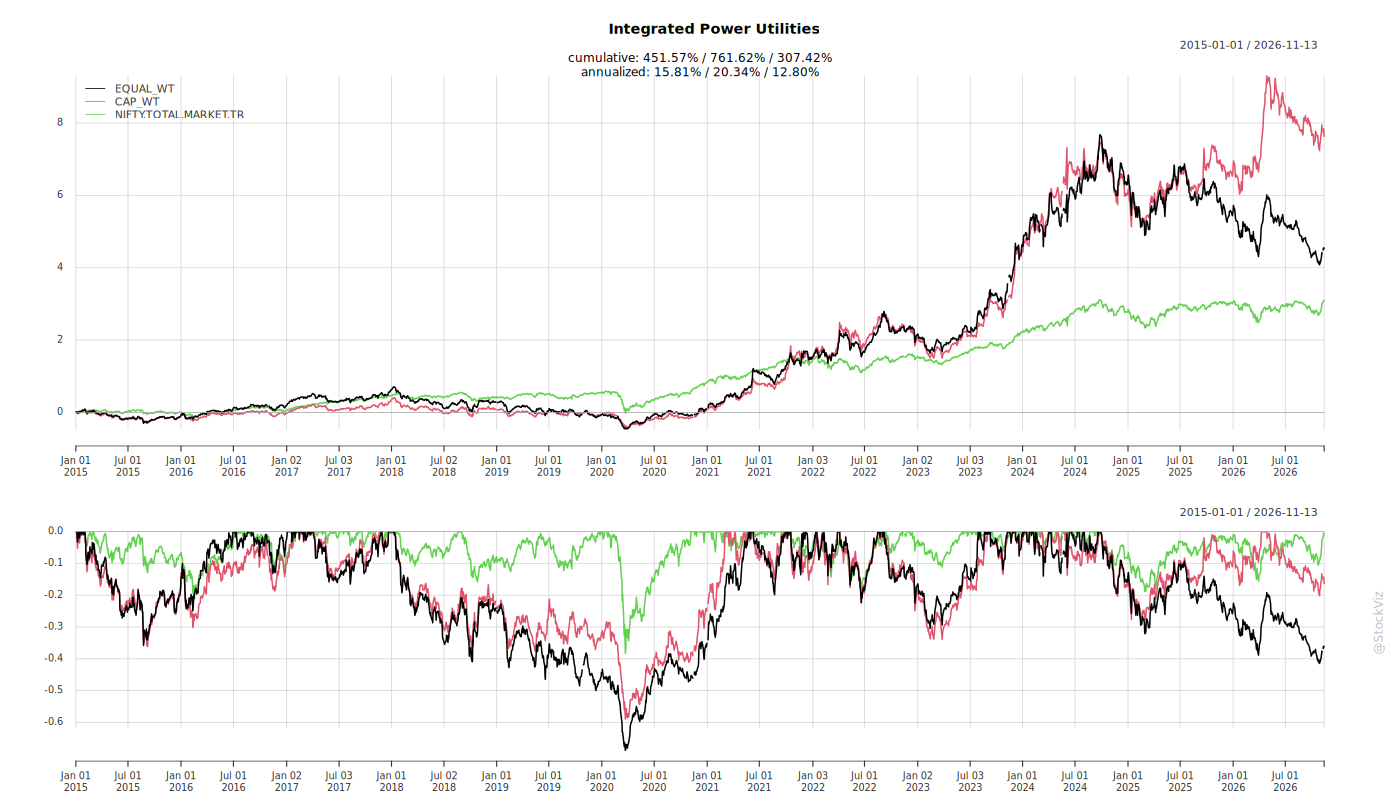 Integrated Power Utilities
2015-01-01 / 2026-11-13
cumulative: 451.57% / 761.62% / 307.42%
annualized: 15.81% / 20.34% / 12.80%
EQUAL_WT
CAP_WT
NIFTY.TOTAL.MARKET.TR
8
6
4
2
0
Jan 01 Jul 01 Jan 01 Jul 01 Jan 02 Jul 03 Jan 01 Jul 02 Jan 01 Jul 01 Jan 01 Jul 01 Jan 01 Jul 01 Jan 03 Jul 01 Jan 02 Jul 03 Jan 01 Jul 01 Jan 01 Jul 01 Jan 01 Jul 01
2015 2015 2016 2016 2017 2017 2018 2018 2019 2019 2020 2020 2021 2021 2022 2022 2023 2023 2024 2024 2025 2025 2026 2026
2015-01-01 / 2026-11-13
0.0
-0.1
-0.2
-0.3
-0.4
-0.5
-0.6
Jan 01 Jul 01 Jan 01 Jul 01 Jan 02 Jul 03 Jan 01 Jul 02 Jan 01 Jul 01 Jan 01 Jul 01 Jan 01 Jul 01 Jan 03 Jul 01 Jan 02 Jul 03 Jan 01 Jul 01 Jan 01 Jul 01 Jan 01 Jul 01
2015 2015 2016 2016 2017 2017 2018 2018 2019 2019 2020 2020 2021 2021 2022 2022 2023 2023 2024 2024 2025 2025 2026 2026
@StockViz